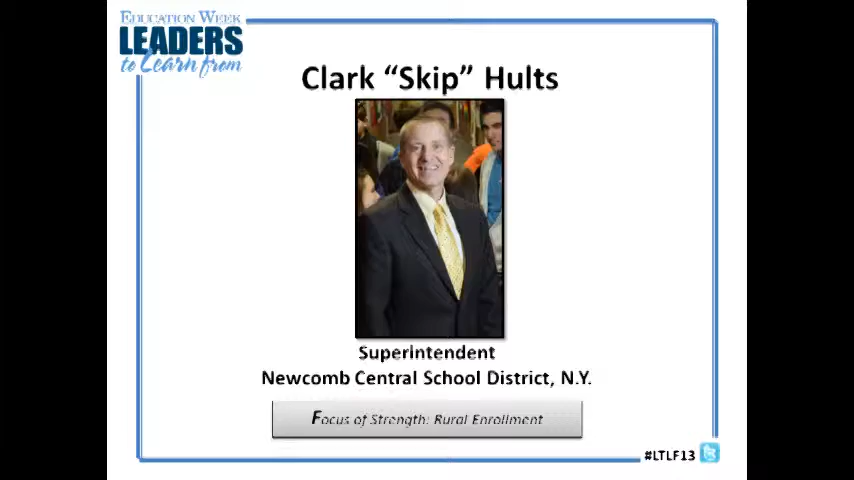 EDUCATION WEEK
LEADERS
to Learn from
Clark “Skip” Hults
Superintendent
Newcomb Central School District, N.Y.
Focus of Strength: Rural Enrollment
#LTLF13